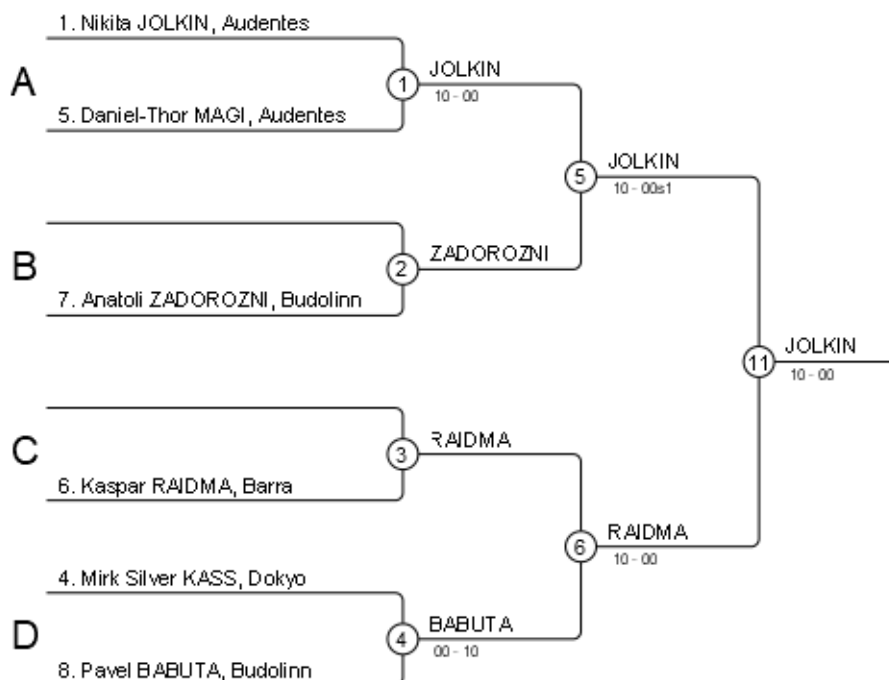 1. Nikita JOLKIN, Audentes
A
1
JOLKIN
10 - 00
5. Daniel-Thor MAGI, Audentes
5
JOLKIN
10 - 00s1
B
2
ZADOROZNI
7. Anatoli ZADOROZNI, Budolinn
11
JOLKIN
10 - 00
C
3
RAIDMA
6. Kaspar RAIDMA, Barra
6
RAIDMA
10 - 00
4. Mirk Silver KASS, Dokyo
D
4
BABUTA
00 - 10
8. Pavel BABUTA, Budolinn